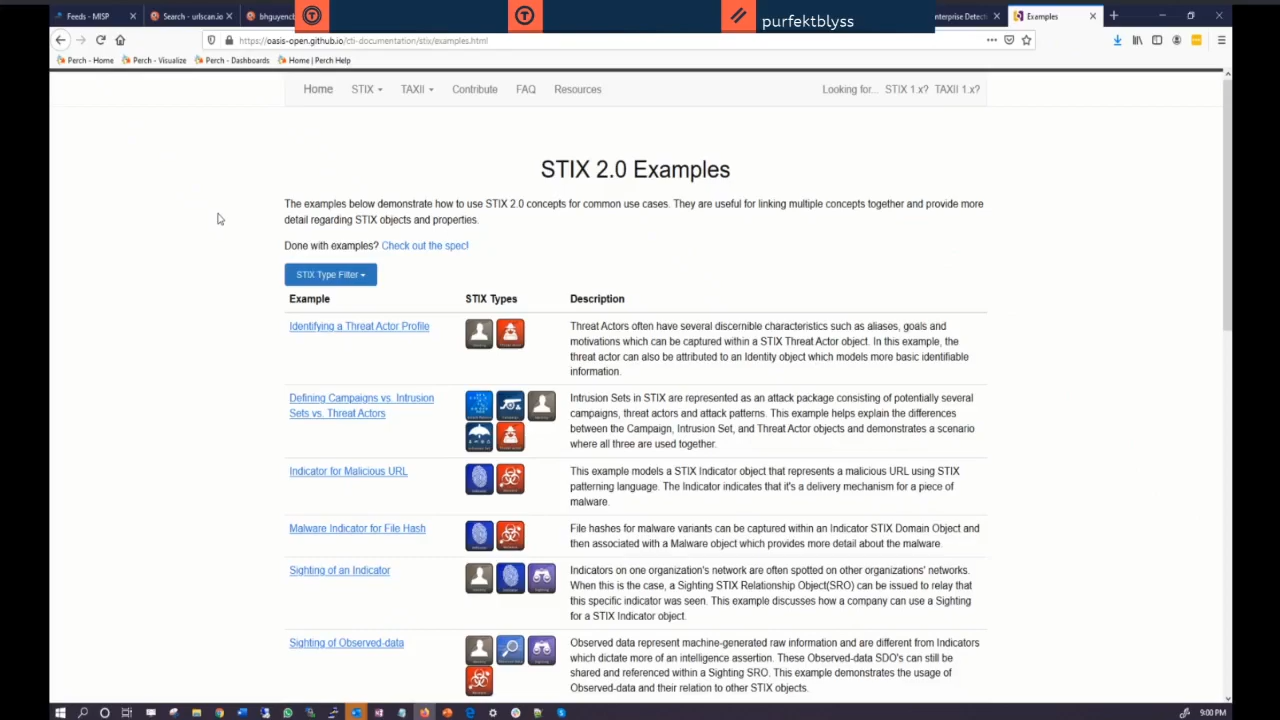 Feeds - MISP
Search - urlscan.io
bhguyencb
purfektblyss
nterprise Detect
Examples
https://oasis-open.github.io/cti-documentation/stix/examples.html
Perch - Home
Perch - Visualize
Perch - Dashboards
Home | Perch Help
Home
STIX
TAXII
Contribute
FAQ
Resources
Looking for... STIX 1.x? TAXII 1.x?
STIX 2.0 Examples
The examples below demonstrate how to use STIX 2.0 concepts for common use cases. They are useful for linking multiple concepts together and provide more
detail regarding STIX objects and properties.
Done with examples? Check out the spec!
STIX Type Filter
Example
STIX Types
Description
Identifying a Threat Actor Profile
Threat Actors often have several discernible characteristics such as aliases, goals and
motivations which can be captured within a STIX Threat Actor object. In this example, the
threat actor can also be attributed to an Identity object which models more basic identifiable
information.
Defining Campaigns vs. Intrusion
Sets vs. Threat Actors
Intrusion Sets in STIX are represented as an attack package consisting of potentially several
campaigns, threat actors and attack patterns. This example helps explain the differences
between the Campaign, Intrusion Set, and Threat Actor objects and demonstrates a scenario
where all three are used together.
Indicator for Malicious URL
This example models a STIX Indicator object that represents a malicious URL using STIX
patterning language. The Indicator indicates that it's a delivery mechanism for a piece of
malware.
Malware Indicator for File Hash
File hashes for malware variants can be captured within an Indicator STIX Domain Object and
then associated with a Malware object which provides more detail about the malware.
Sighting of an Indicator
Indicators on one organization's network are often spotted on other organizations' networks.
When this is the case, a Sighting STIX Relationship Object(SRO) can be issued to relay that
this specific indicator was seen. This example discusses how a company can use a Sighting
for a STIX Indicator object.
Sighting of Observed-data
Observed data represent machine-generated raw information and are different from Indicators
which dictate more of an intelligence assertion. These Observed-data SDO's can still be
shared and referenced within a Sighting SRO. This example demonstrates the usage of
Observed-data and their relation to other STIX objects.
9:00 PM